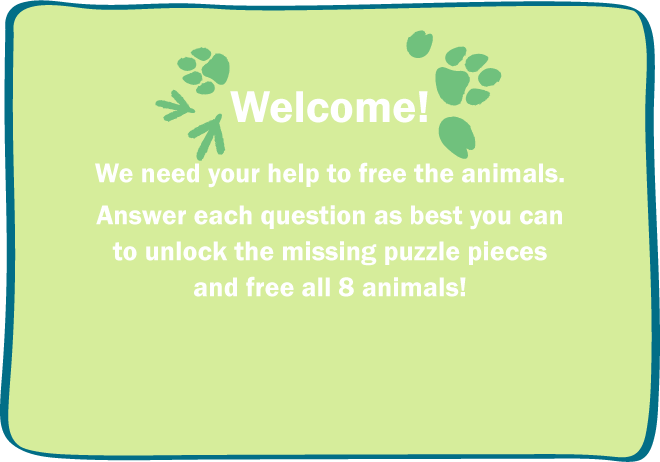 Welcome!
We need your help to free the animals.
Answer each question as best you can
to unlock the missing puzzle pieces
and free all 8 animals!